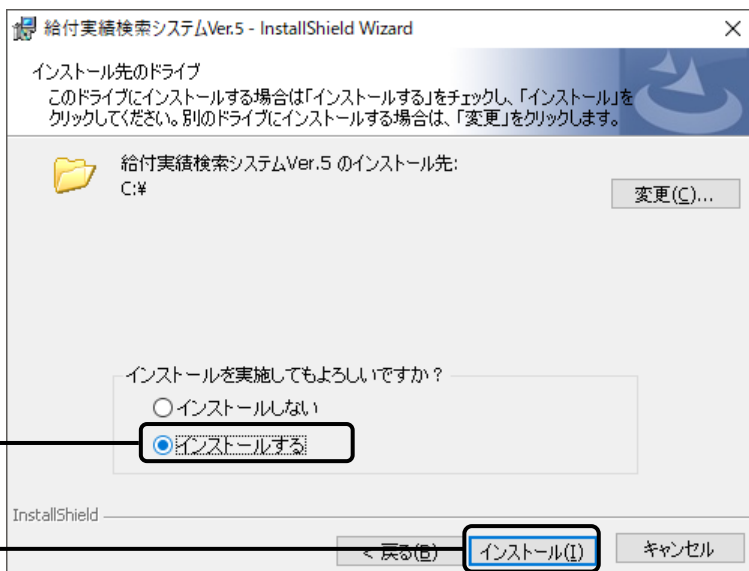 給付実績検索システムVer.5 - InstallShield Wizard
インストール先のドライブ
このドライブにインストールする場合は「インストールする」をチェックし、「インストール」を
クリックしてください。別のドライブにインストールする場合は、「変更」をクリックします。
給付実績検索システムVer.5 のインストール先:
C:¥
変更(C)...
インストールを実施してもよろしいですか?
インストールしない
インストールする
InstallShield
< 戻る(B)
インストール(I)
キャンセル